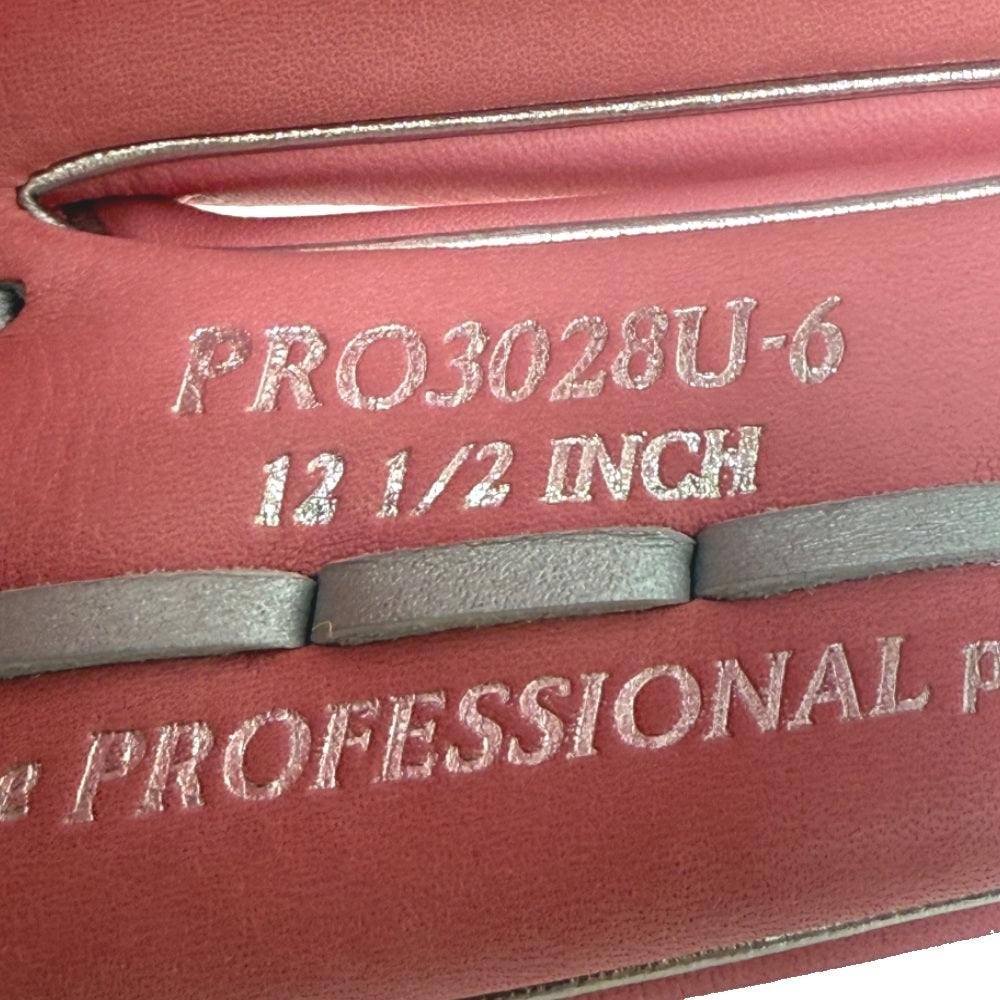 PRO3028U-6
12 1/2 INCH
PROFESSIONAL